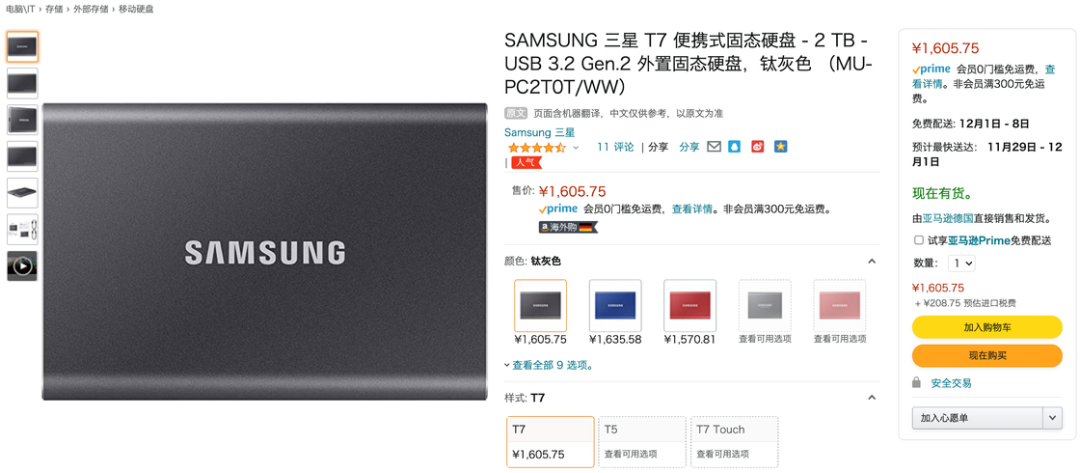 电脑\IT › 存储 › 外部存储 › 移动硬盘
SAMSUNG
SAMSUNG 三星 T7 便携式固态硬盘 - 2 TB -
USB 3.2 Gen.2 外置固态硬盘，钛灰色 （MU-
PC2T0T/WW）
原文 页面含机器翻译，中文仅供参考，以原文为准
Samsung 三星
11 评论 | 分享 分享
| 人气
售价: ¥1,605.75
prime 会员0门槛免运费，查看详情。非会员满300元免运费。
a 海外购
颜色: 钛灰色
SAMSUNG SAMSUNG SAMSUNG SAMSUNG SAMSUNG
¥1,605.75 ¥1,635.58 ¥1,570.81 查看可用选项 查看可用选项
查看全部 9 选项。
样式: T7
T7 T5 T7 Touch
¥1,605.75 查看可用选项 查看可用选项
¥1,605.75
prime 会员0门槛免运费，查
看详情。非会员满300元免运
费。
免费配送: 12月1日 - 8日
预计最快送达： 11月29日 - 12
月1日
现在有货。
由亚马逊德国直接销售和发货。
试享亚马逊Prime免费配送
数量： 1
¥1,605.75
+ ¥208.75 预估进口税费
加入购物车
现在购买
安全交易
加入心愿单